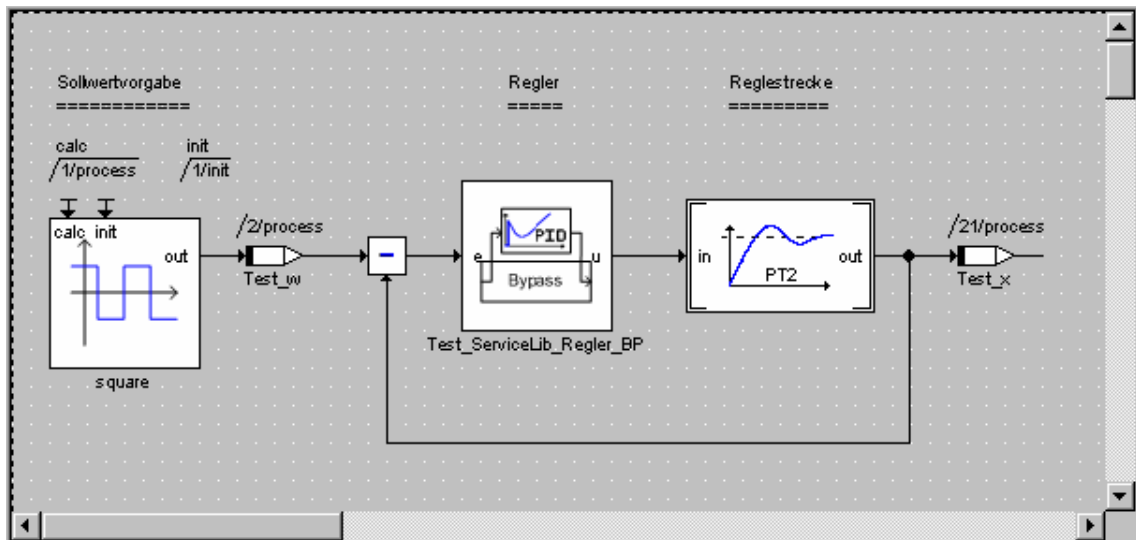 Sollwertvorgabe
============
Regler
=====
Reglestrecke
=========
calc
/1/process
init
/1/init
calc init
out
square
/2/process
Test_w
-
PID
e
u
Bypass
Test_ServiceLib_Regler_BP
in
out
PT2
/21/process
Test_x